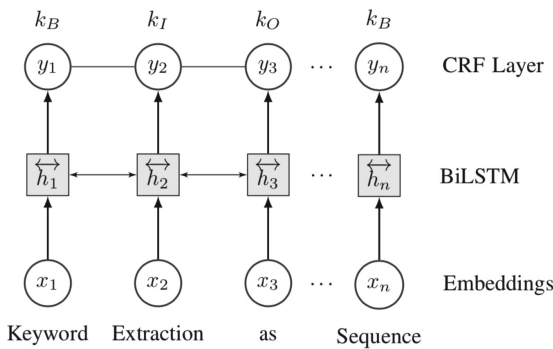 k_B k_I k_O k_B
y_1 y_2 y_3 ... y_n CRF Layer
h_1 h_2 h_3 ... h_n BiLSTM
x_1 x_2 x_3 ... x_n Embeddings
Keyword Extraction as Sequence